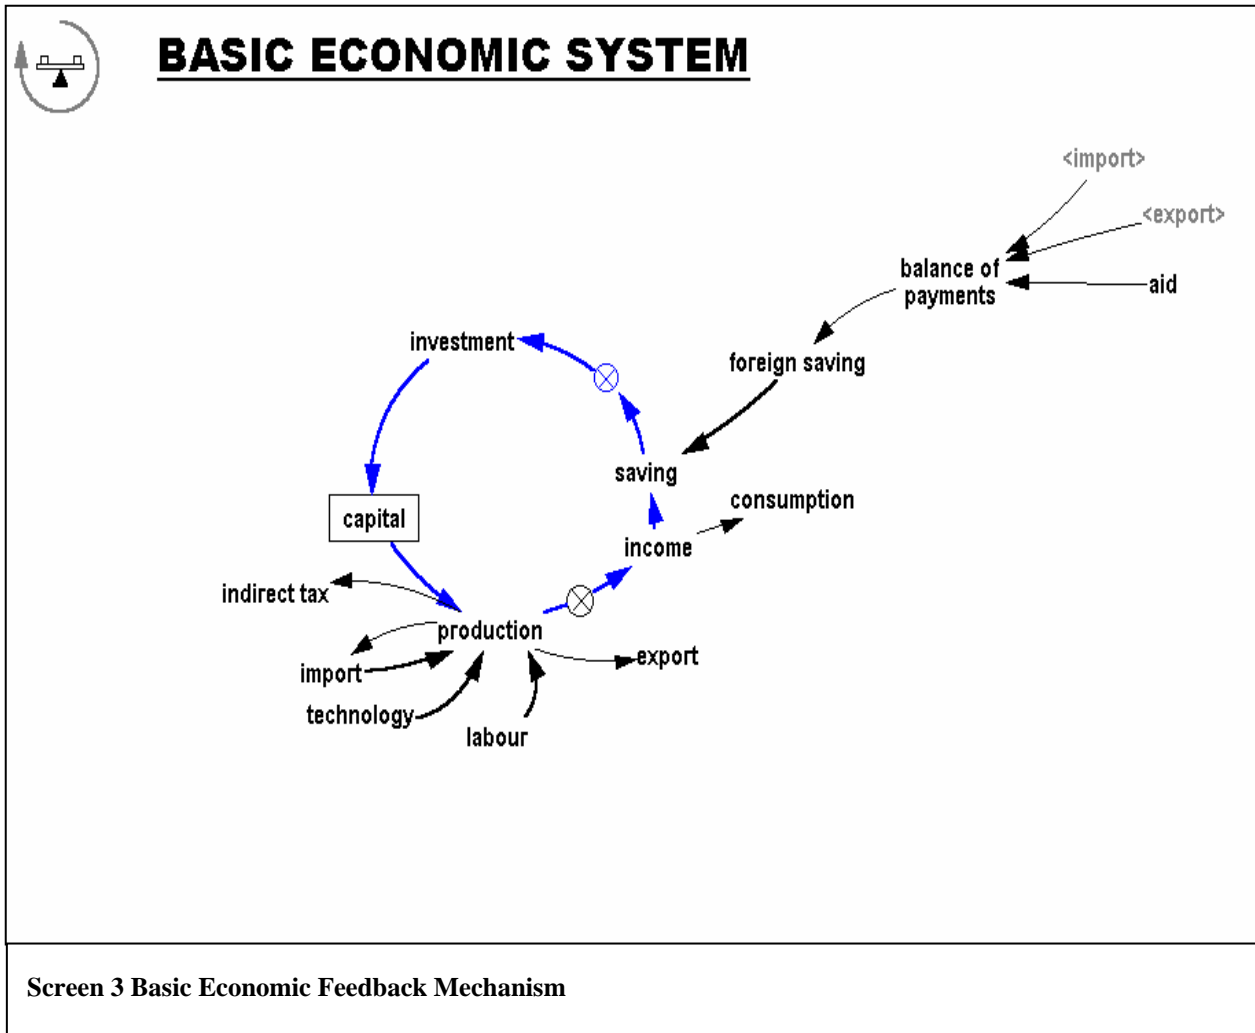 BASIC ECONOMIC SYSTEM
<import>
<export>
balance of
payments
aid
investment
foreign saving
saving
consumption
capital
income
indirect tax
production
import
export
technology
labour
Screen 3 Basic Economic Feedback Mechanism